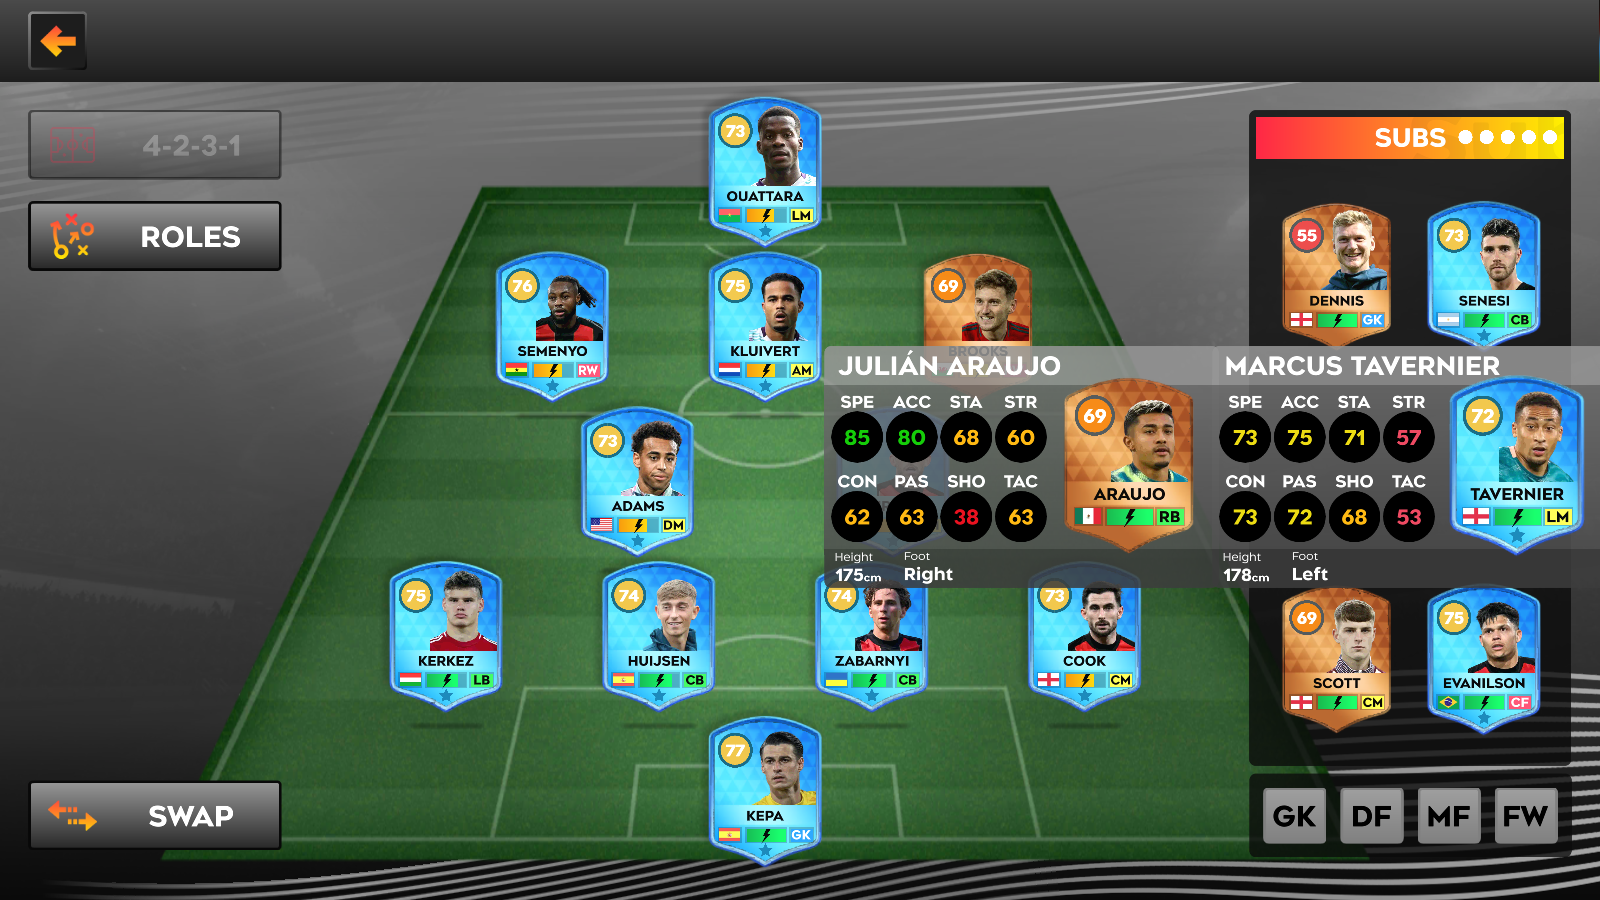 4-2-3-1
ROLES
SWAP
73
OUATTARA
LM
76
SEMENYO
RW
75
KLUIVERT
AM
69
BROOKS
73
ADAMS
DM
75
KERKEZ
LB
74
HUIJSEN
CB
74
ZABARNYI
CB
73
COOK
CM
77
KEPA
GK
JULIÁN ARAUJO
SPE ACC STA STR
85 80 68 60
CON PAS SHO TAC
62 63 38 63
Height Foot
175cm Right
69
ARAUJO
RB
MARCUS TAVERNIER
SPE ACC STA STR
73 75 71 57
CON PAS SHO TAC
73 72 68 53
Height Foot
178cm Left
72
TAVERNIER
LM
SUBS
55
DENNIS
GK
73
SENESI
CB
69
SCOTT
CM
75
EVANILSON
CF
GK DF MF FW